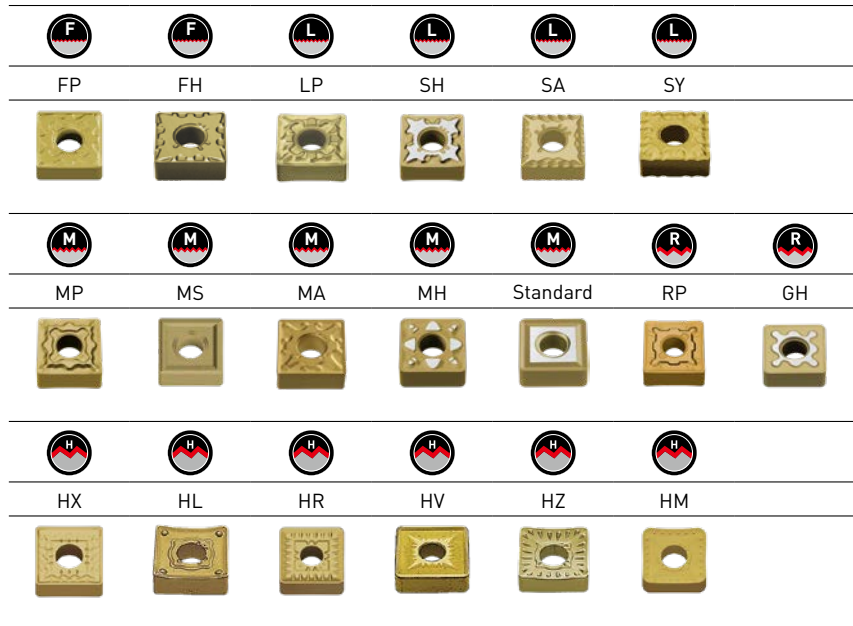 F F L L L L
FP FH LP SH SA SY
M M M M M R R
MP MS MA MH Standard RP GH
H H H H H H
HX HL HR HV HZ HM